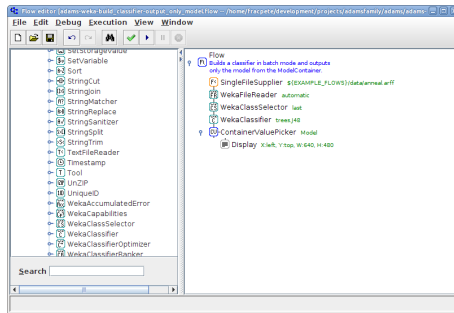 Flow editor [adams-weka-build_classifier-output_only_model.flow -- /home/fracpete/development/projects/adams/family/adams/adams-
File Edit Debug Execution View Window
SetStorageValue
SetVariable
Sort
StringCut
StringJoin
StringMatcher
StringReplace
StringSanitizer
StringSplit
StringTrim
TextFileReader
Timestamp
Tool
UnZIP
UniqueID
WekaAccumulatedError
WekaCapabilities
WekaClassSelector
WekaClassifier
WekaClassifierOptimizer
WekaClassifierRanker
Search
Flow
Builds a classifier in batch mode and outputs
only the model from the ModelContainer.
SingleFileSupplier ${EXAMPLE_FLOWS}/data/anneal.arff
WekaFileReader automatic
WekaClassSelector last
WekaClassifier trees.J48
ContainerValuePicker Model
Display X:left, Y:top, W:640, H:480